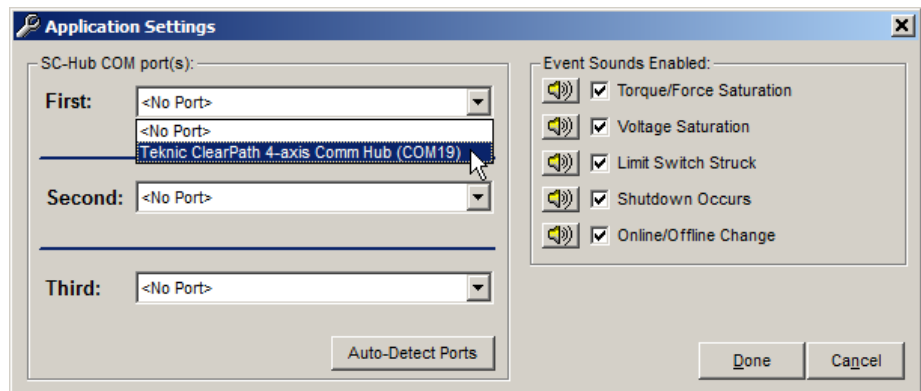 Application Settings
SC-Hub COM port(s):
First:
<No Port>
<No Port>
Teknic ClearPath 4-axis Comm Hub (COM19)
Second:
<No Port>
Third:
<No Port>
Auto-Detect Ports
Event Sounds Enabled:
Torque/Force Saturation
Voltage Saturation
Limit Switch Struck
Shutdown Occurs
Online/Offline Change
Done
Cancel